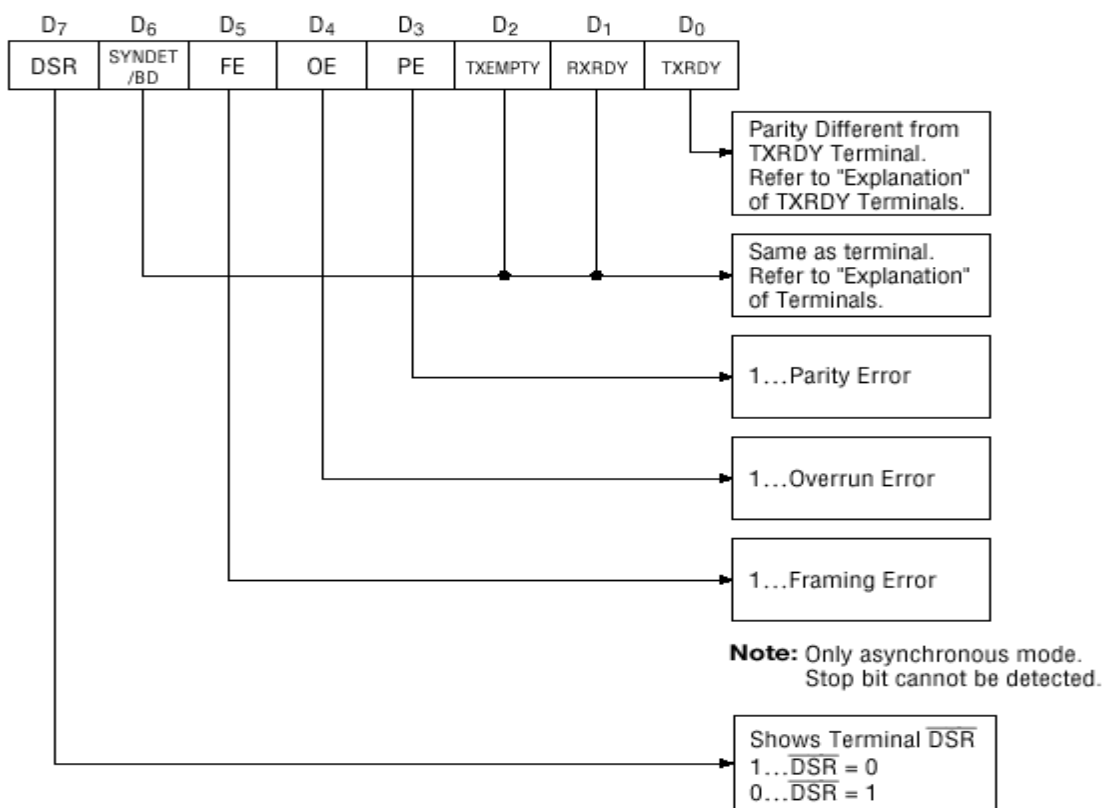 D7 D6 D5 D4 D3 D2 D1 D0
DSR SYNDET/BD FE OE PE TXEMPTY RXRDY TXRDY
Parity Different from
TXRDY Terminal.
Refer to "Explanation"
of TXRDY Terminals.
Same as terminal.
Refer to "Explanation"
of Terminals.
1...Parity Error
1...Overrun Error
1...Framing Error
Note: Only asynchronous mode.
Stop bit cannot be detected.
Shows Terminal D̅S̅R̅
1...D̅S̅R̅ = 0
0...D̅S̅R̅ = 1